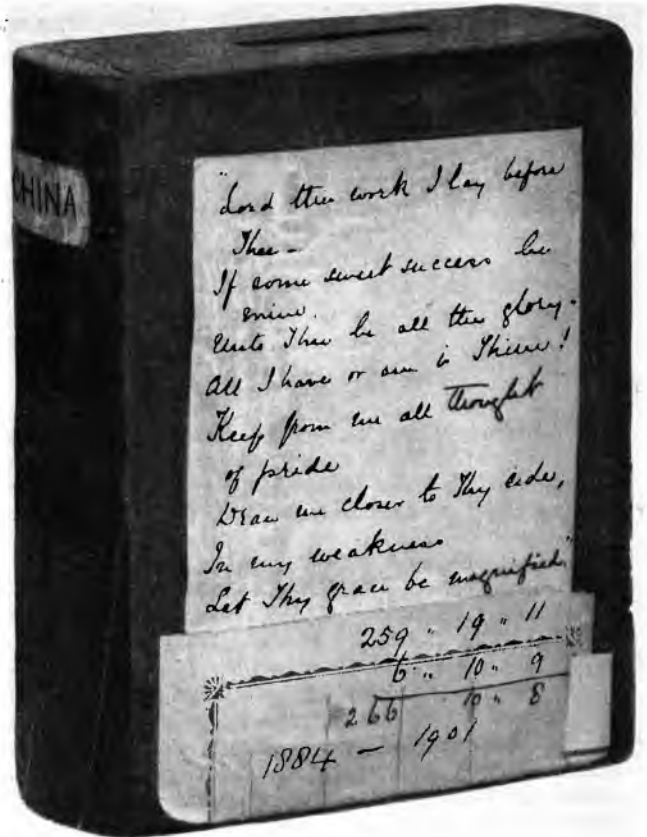 CHINA
"Lord this work I lay before
Thee –
If some sweet success be
mine.
Unto Thee be all the glory –
All I have or am is Thine!
Keep from me all thought
of pride
Draw me closer to Thy side,
In my weakness
Let Thy grace be magnified."
259 " 19 " 11
6 " 10 " 9
266 10 " 8
1884 – 1901